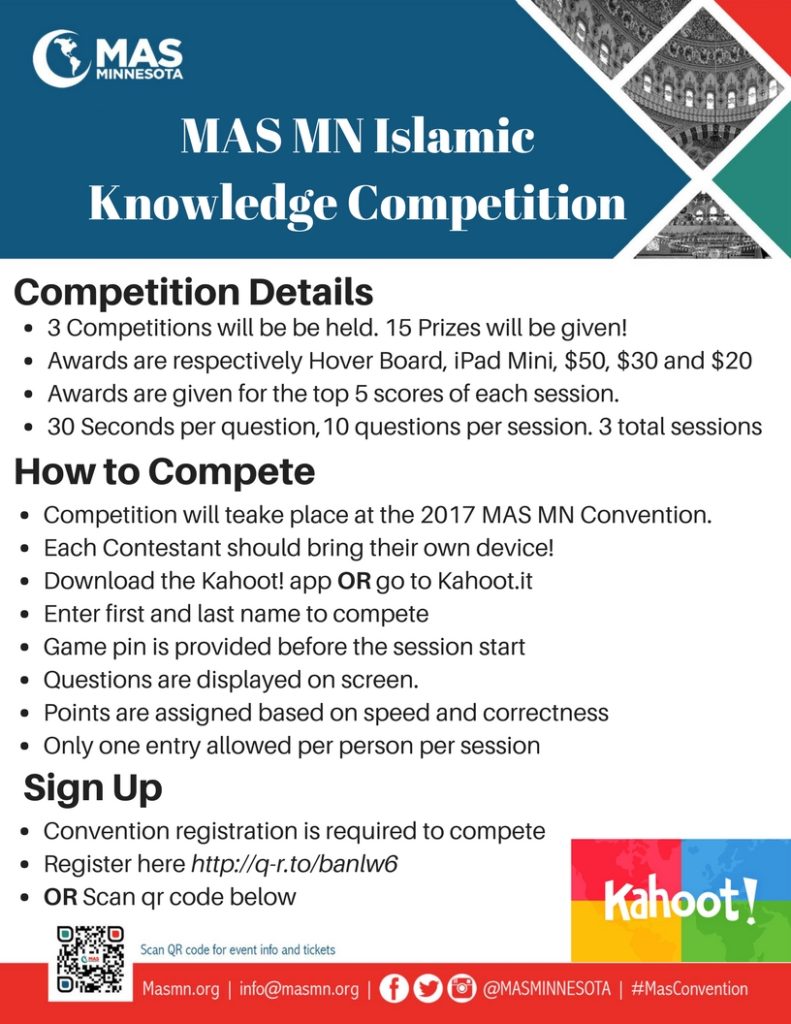 MAS
MINNESOTA
MAS MN Islamic
Knowledge Competition
Competition Details
• 3 Competitions will be be held. 15 Prizes will be given!
• Awards are respectively Hover Board, iPad Mini, $50, $30 and $20
• Awards are given for the top 5 scores of each session.
• 30 Seconds per question,10 questions per session. 3 total sessions
How to Compete
• Competition will teake place at the 2017 MAS MN Convention.
• Each Contestant should bring their own device!
• Download the Kahoot! app OR go to Kahoot.it
• Enter first and last name to compete
• Game pin is provided before the session start
• Questions are displayed on screen.
• Points are assigned based on speed and correctness
• Only one entry allowed per person per session
Sign Up
• Convention registration is required to compete
• Register here http://q-r.to/banlw6
• OR Scan qr code below
Kahoot!
MAS
Scan QR code for event info and tickets
Masmn.org | info@masmn.org | @MASMINNESOTA | #MasConvention